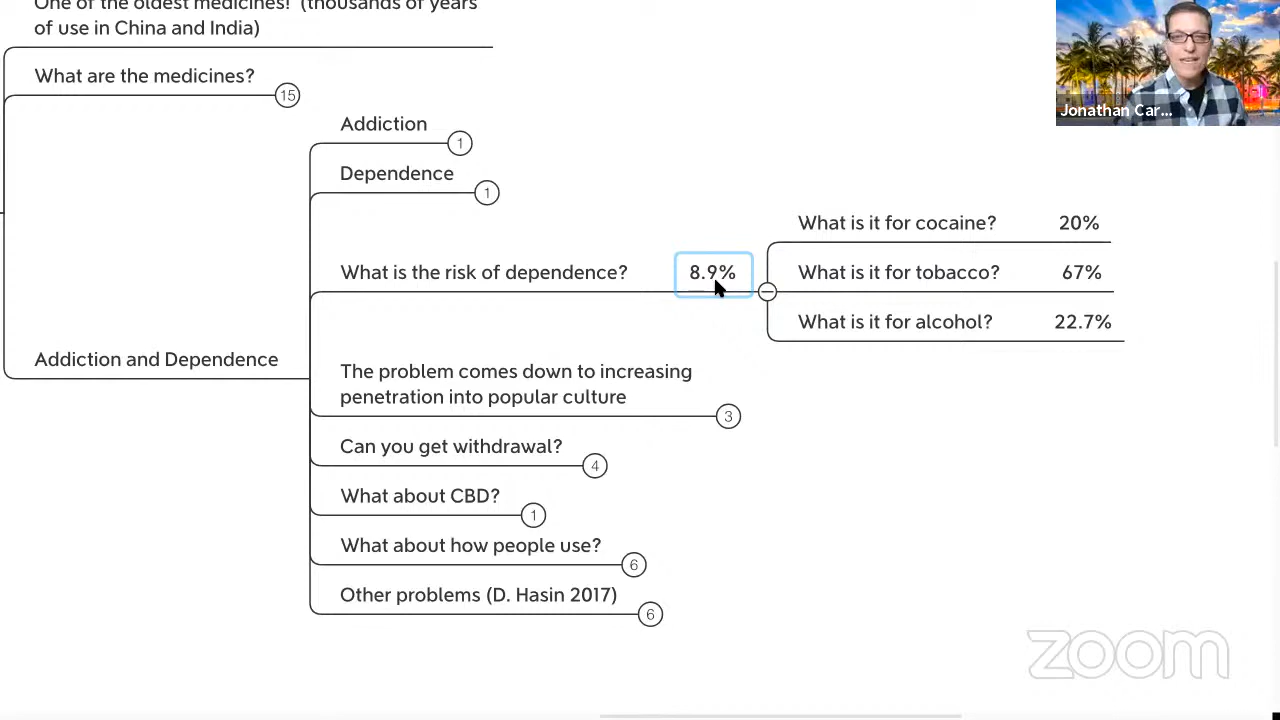 One of the oldest medicines! (thousands of years
of use in China and India)
What are the medicines?
15
Addiction
1
Dependence
1
What is the risk of dependence?
8.9%
What is it for cocaine? 20%
What is it for tobacco? 67%
What is it for alcohol? 22.7%
Addiction and Dependence
The problem comes down to increasing
penetration into popular culture
3
Can you get withdrawal?
4
What about CBD?
1
What about how people use?
6
Other problems (D. Hasin 2017)
6
Jonathan Car...
zoom